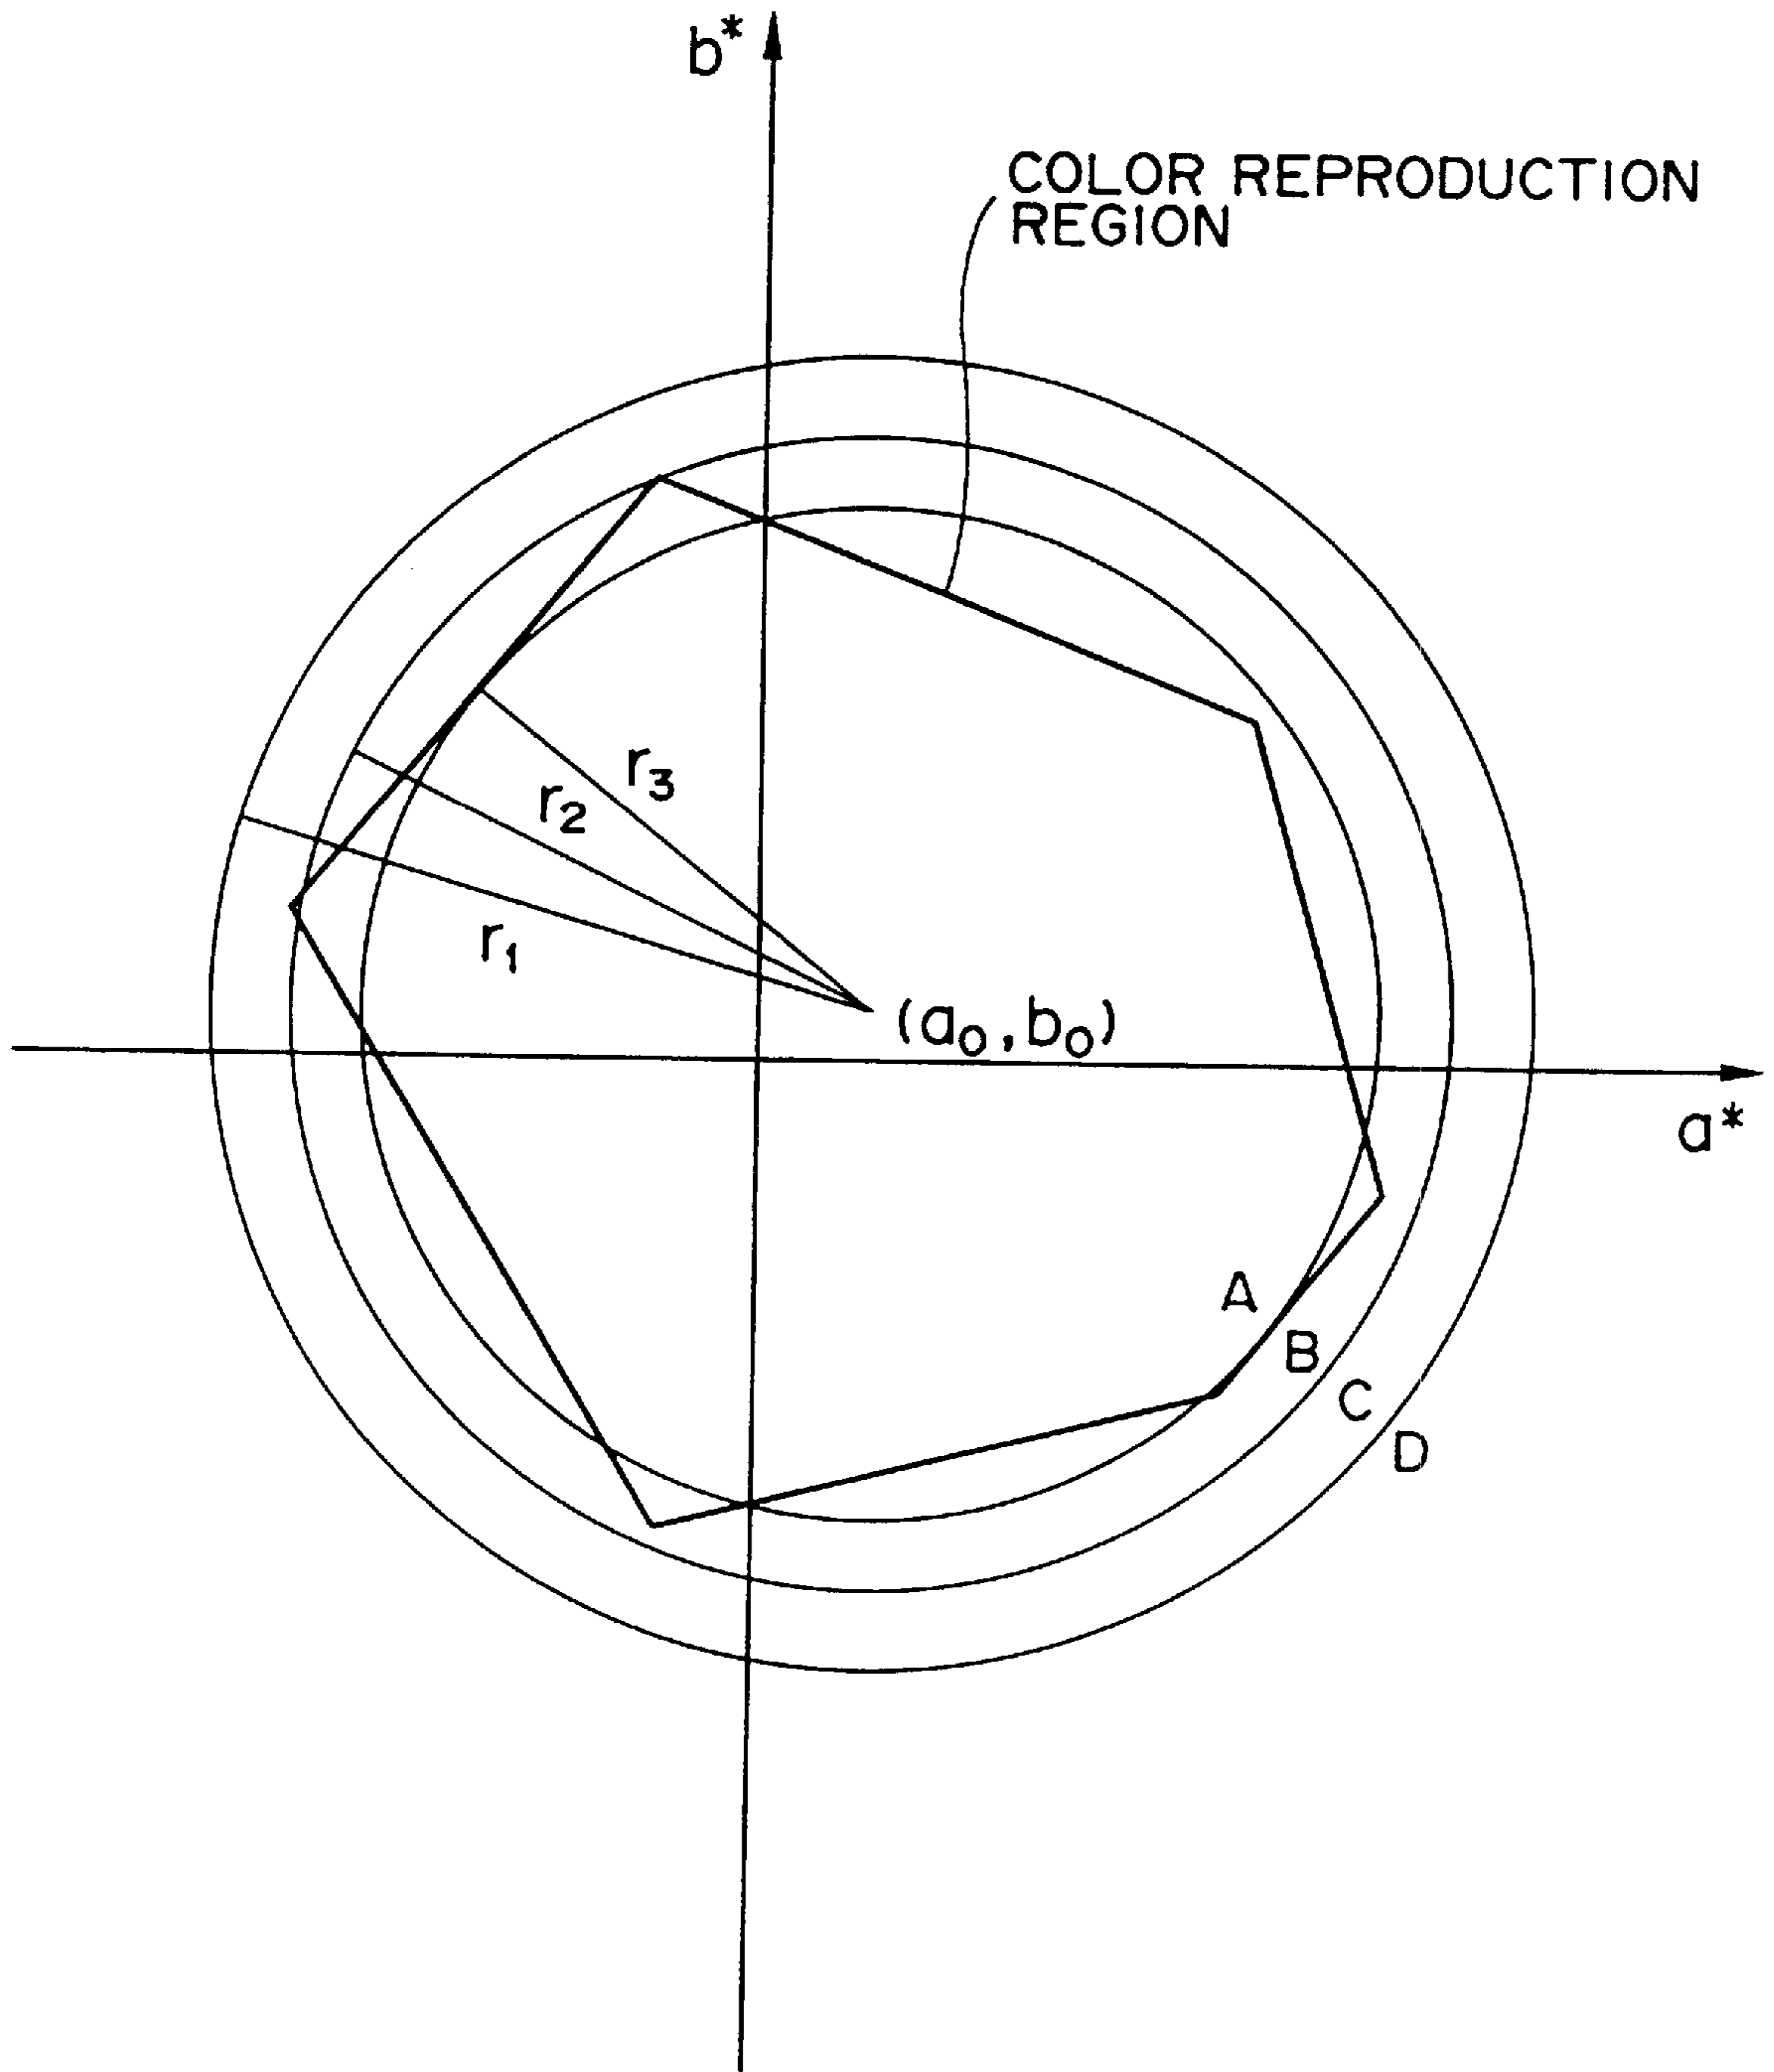 b*
COLOR REPRODUCTION
REGION
r3
r2
r1
(a0,b0)
a*
A
B
C
D